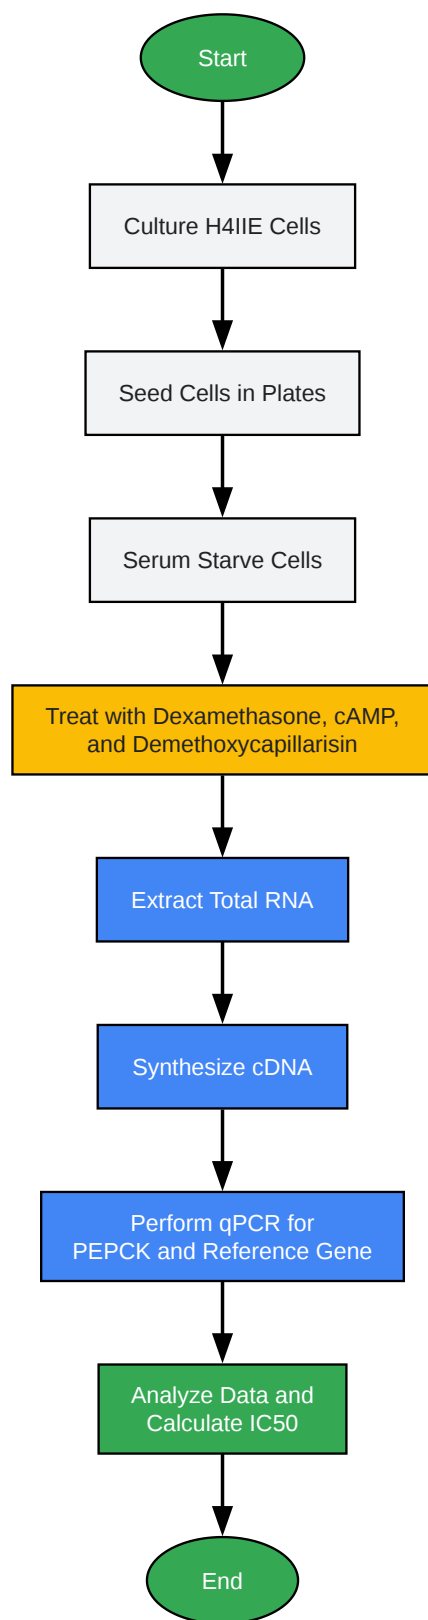 Start
Culture H4IIE Cells
Seed Cells in Plates
Serum Starve Cells
Treat with Dexamethasone, cAMP,
and Demethoxycapillarisin
Extract Total RNA
Synthesize cDNA
Perform qPCR for
PEPCK and Reference Gene
Analyze Data and
Calculate IC50
End